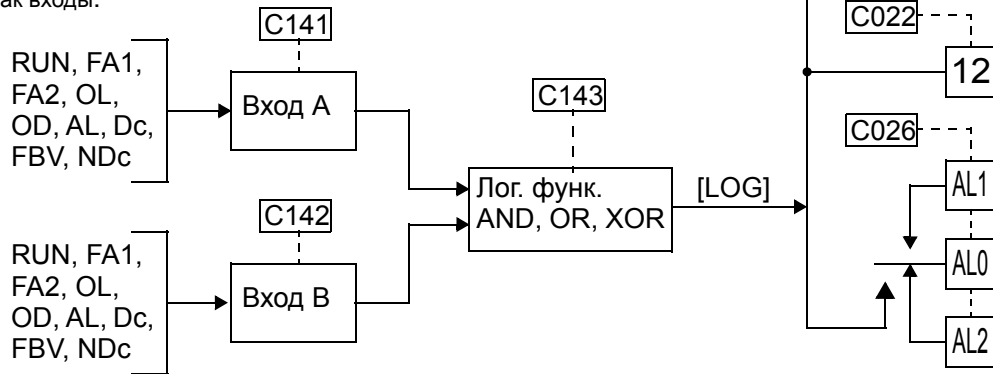 ак входы.
C141
C022
RUN, FA1,
FA2, OL,
OD, AL, Dc,
FBV, NDc
Вход A
12
C143
C026
Лог. функ.
AND, OR, XOR
[LOG]
AL1
C142
RUN, FA1,
FA2, OL,
OD, AL, Dc,
FBV, NDc
Вход B
AL0
AL2